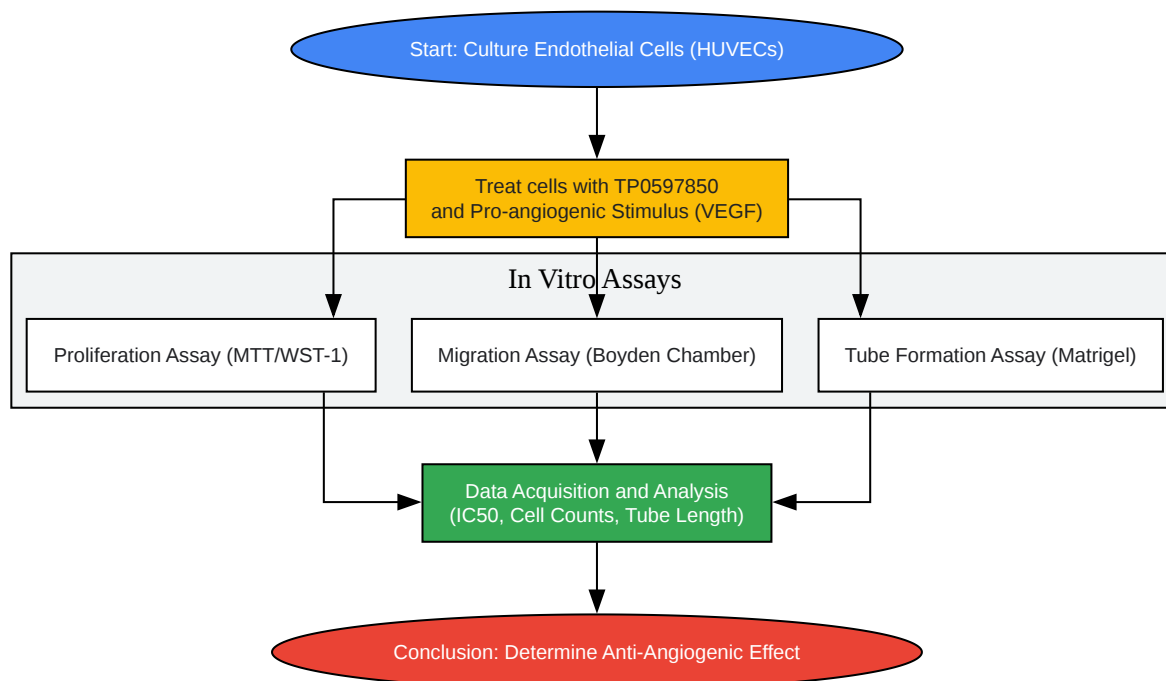 Start: Culture Endothelial Cells (HUVECs)
Treat cells with TP0597850
and Pro-angiogenic Stimulus (VEGF)
In Vitro Assays
Proliferation Assay (MTT/WST-1)
Migration Assay (Boyden Chamber)
Tube Formation Assay (Matrigel)
Data Acquisition and Analysis
(IC50, Cell Counts, Tube Length)
Conclusion: Determine Anti-Angiogenic Effect